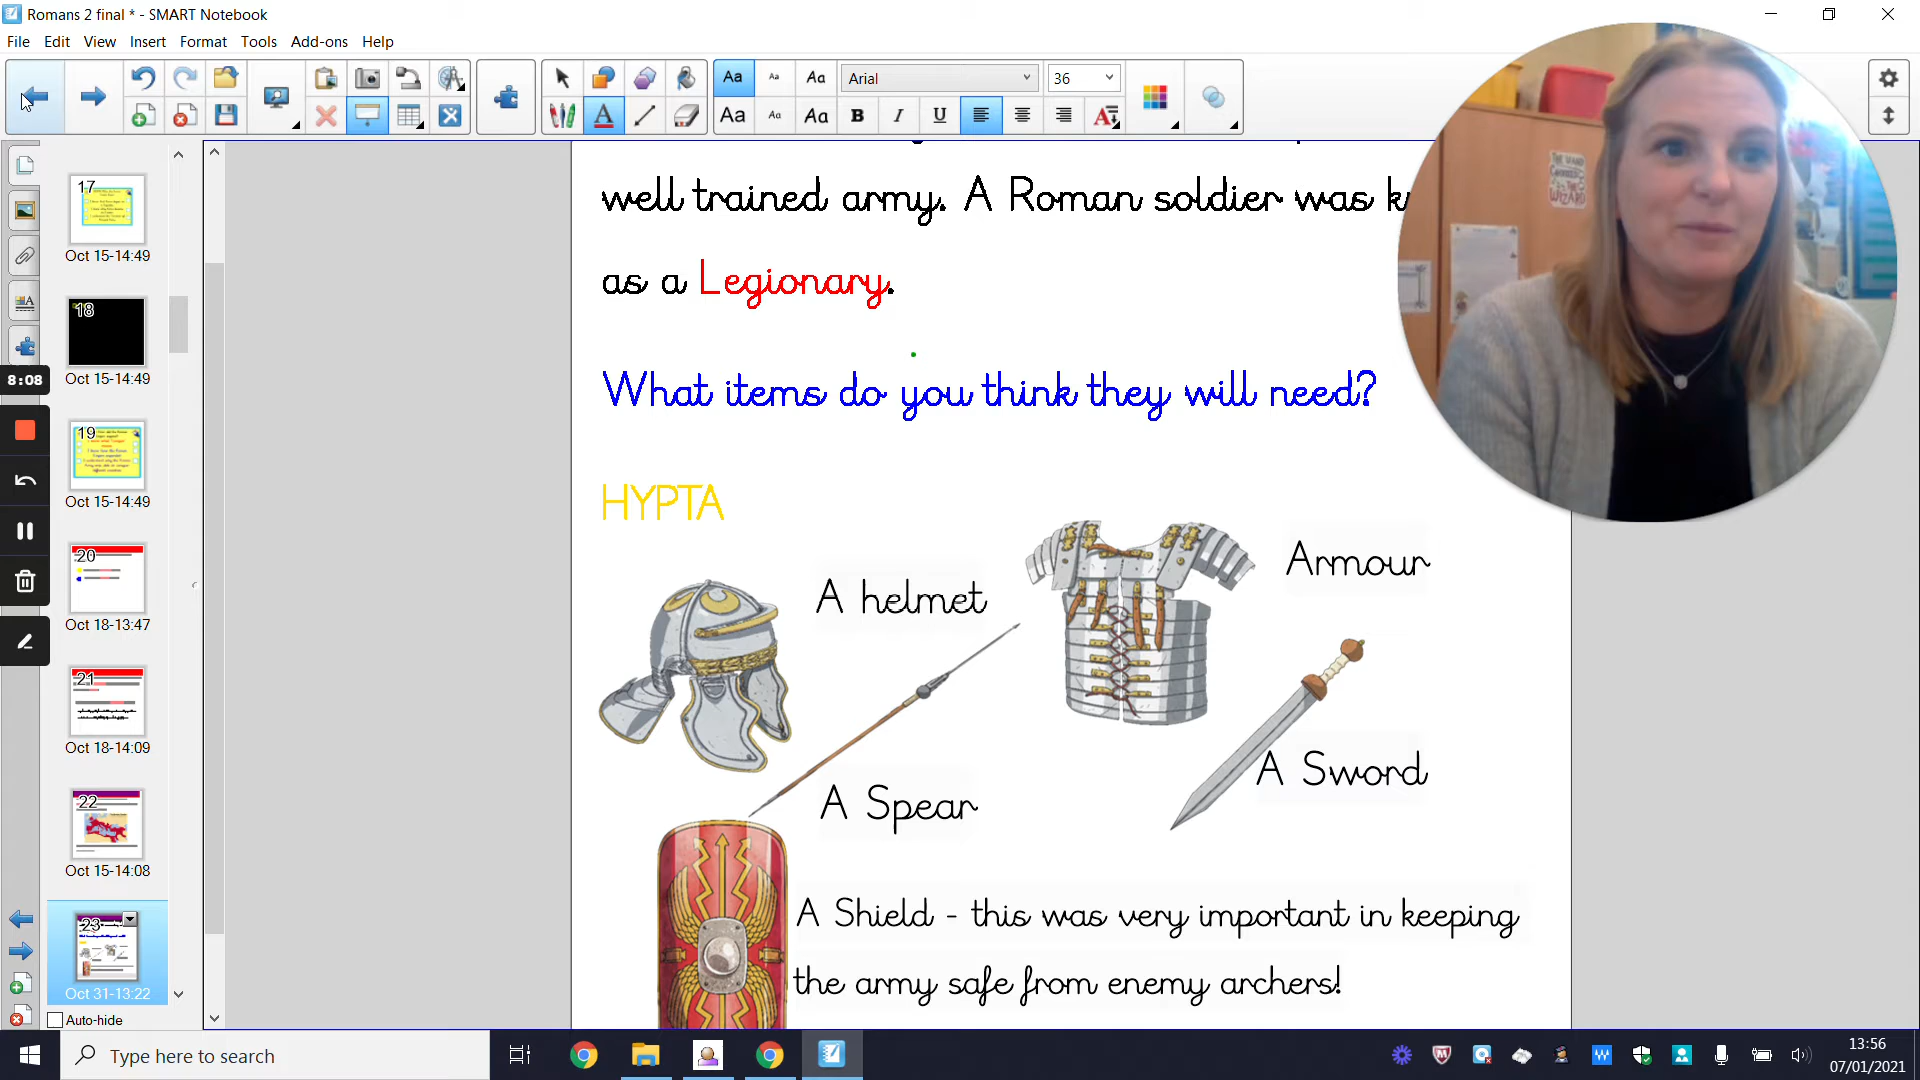 Romans 2 final * - SMART Notebook
File Edit View Insert Format Tools Add-ons Help
Arial
36
17
Oct 15-14:49
18
Oct 15-14:49
19
Oct 15-14:49
20
Oct 18-13:47
21
Oct 18-14:09
22
Oct 15-14:08
23
Oct 31-13:22
Auto-hide
8:08
well trained army. A Roman soldier was k
as a Legionary.
What items do you think they will need?
HYPTA
A helmet
Armour
A Spear
A Sword
A Shield - this was very important in keeping
the army safe from enemy archers!
THE WIZARD
Type here to search
13:56
07/01/2021